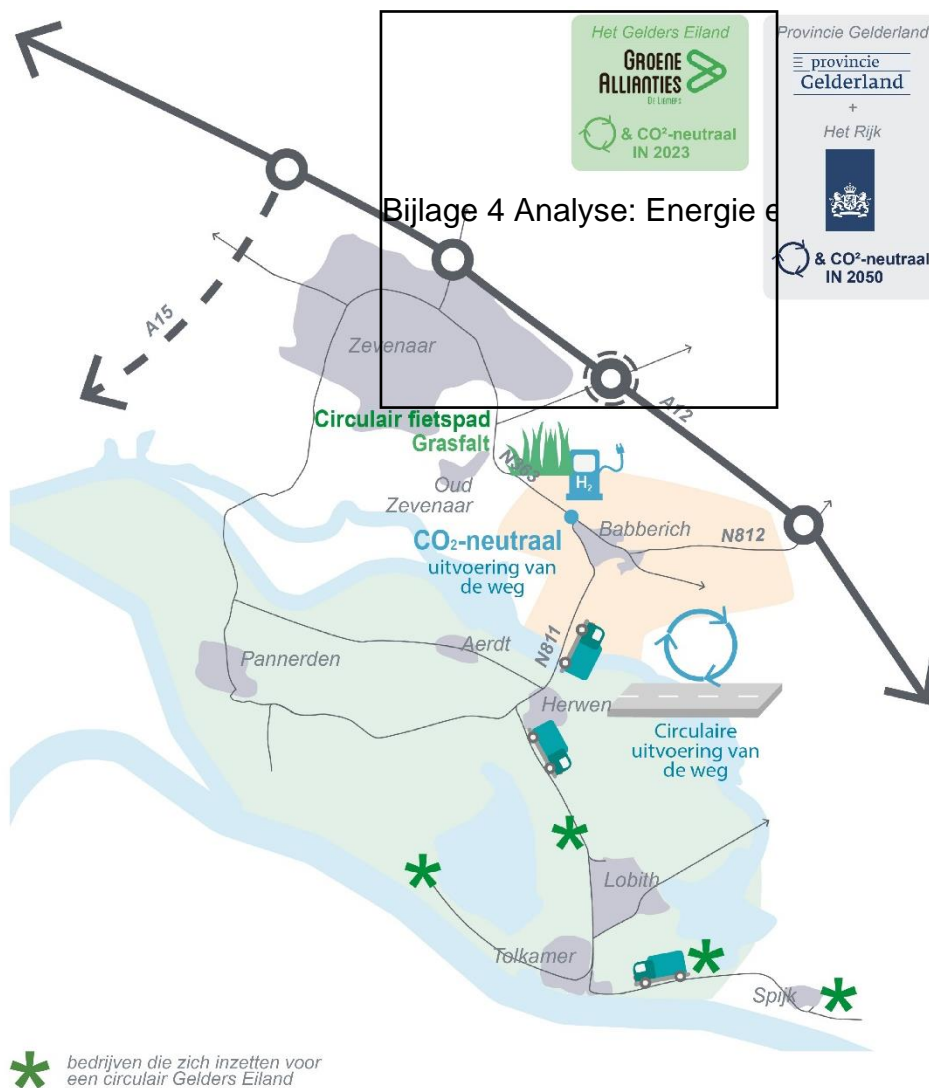 Het Gelders Eiland
GROENE
ALLIANTIES
DE LIEMERS
& CO²-neutraal
IN 2023
Provincie Gelderland
provincie
Gelderland
+
Het Rijk
& CO²-neutraal
IN 2050
Bijlage 4 Analyse: Energie e
A15
Zevenaar
A12
Circulair fietspad
Grasfalt
N363
H₂
Oud
Zevenaar
Babberich
N812
CO₂-neutraal
uitvoering van
de weg
N811
Aerdt
Pannerden
Herwen
Circulaire
uitvoering van
de weg
Lobith
Tolkamer
Spijk
bedrijven die zich inzetten voor
een circulair Gelders Eiland